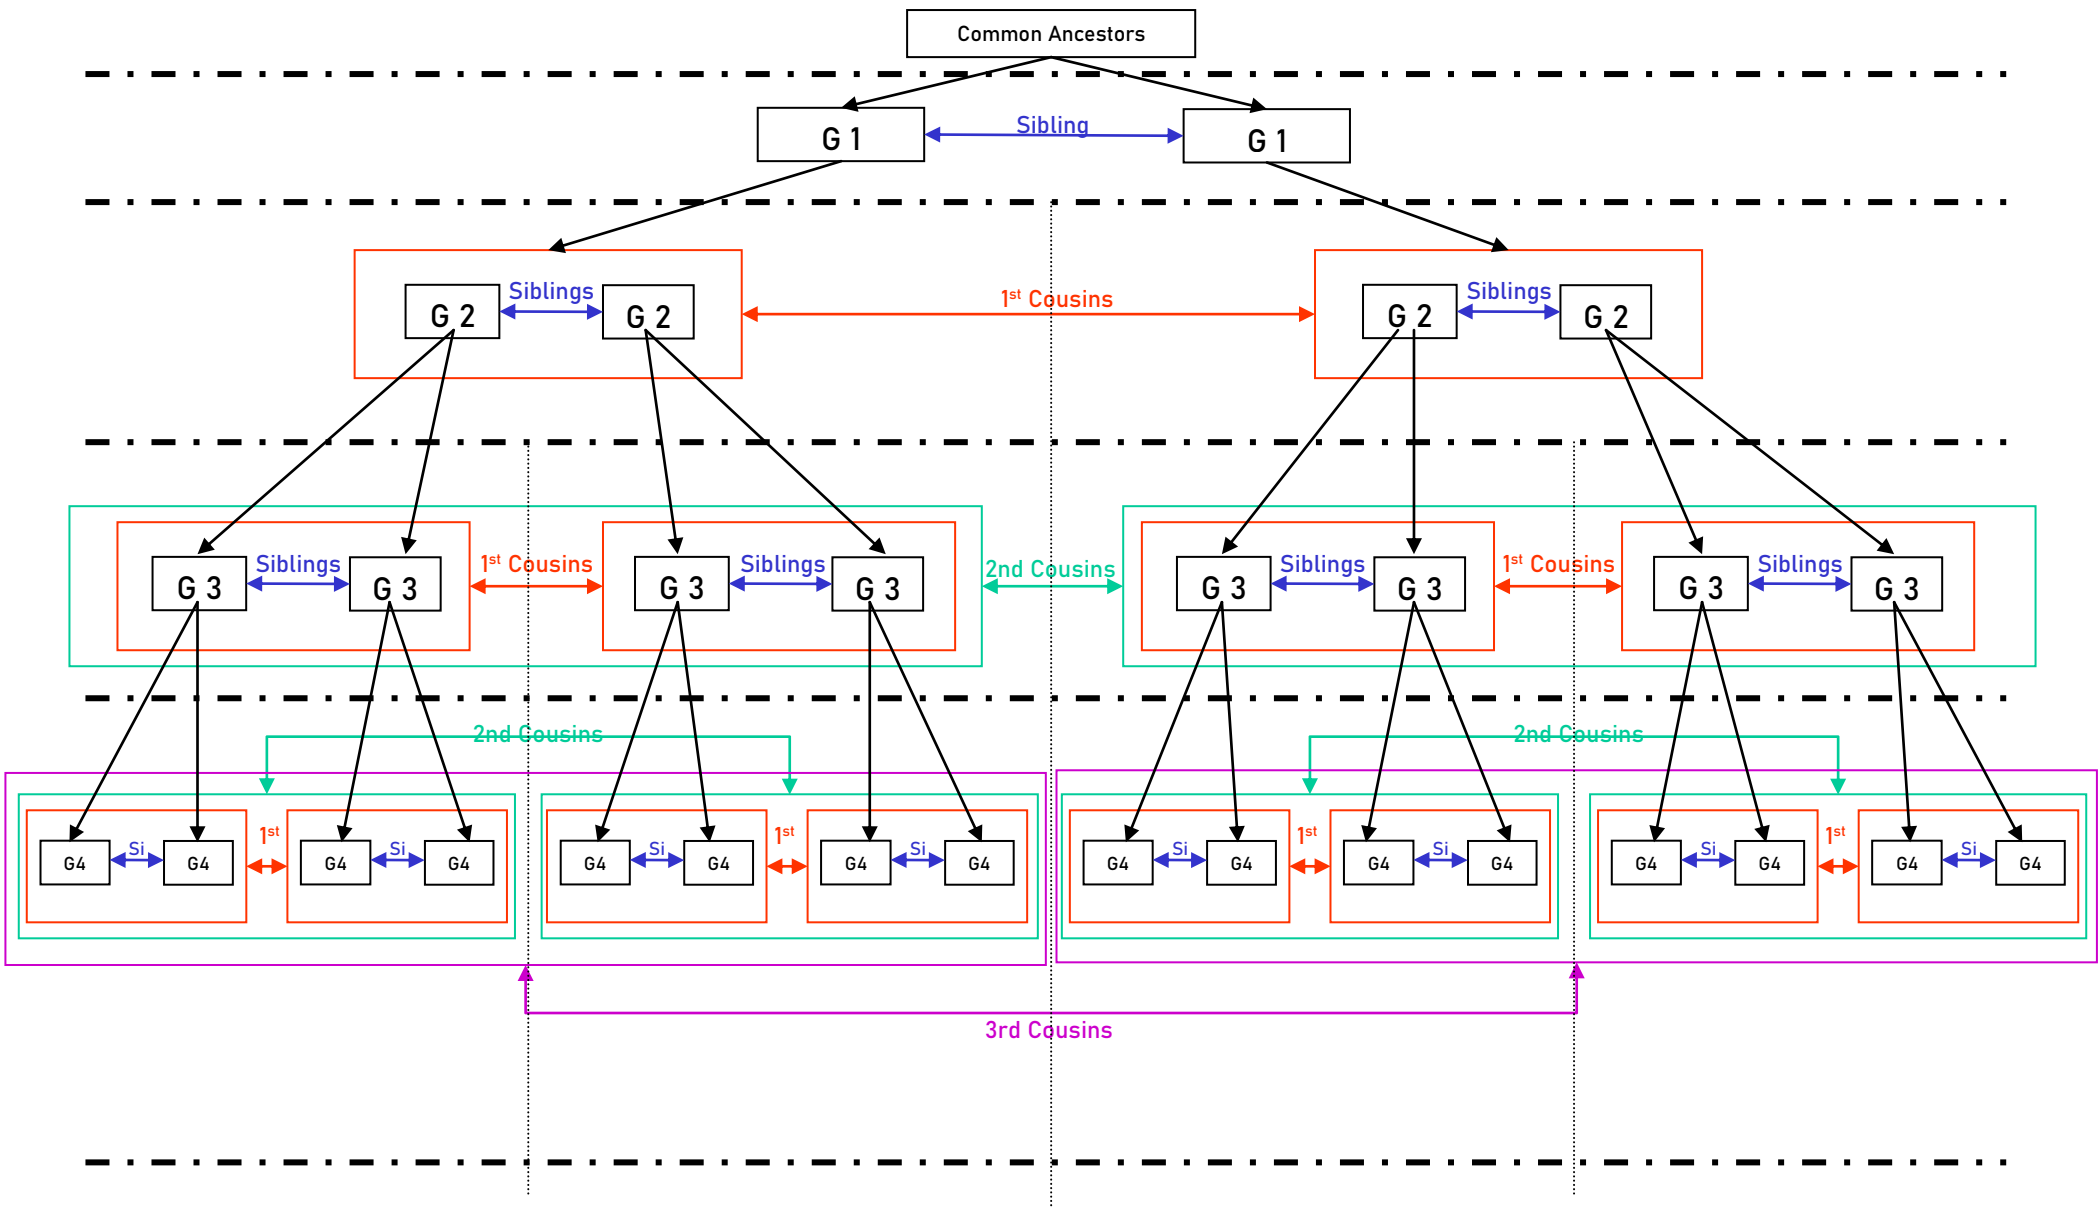 Common Ancestors
G 1
Sibling
G 1
G 2
Siblings
G 2
1st Cousins
G 2
Siblings
G 2
G 3
Siblings
G 3
1st Cousins
G 3
Siblings
G 3
2nd Cousins
G 3
Siblings
G 3
1st Cousins
G 3
Siblings
G 3
2nd Cousins
2nd Cousins
G4
Si
G4
1st
G4
Si
G4
G4
Si
G4
1st
G4
Si
G4
G4
Si
G4
1st
G4
Si
G4
G4
Si
G4
1st
G4
Si
G4
3rd Cousins